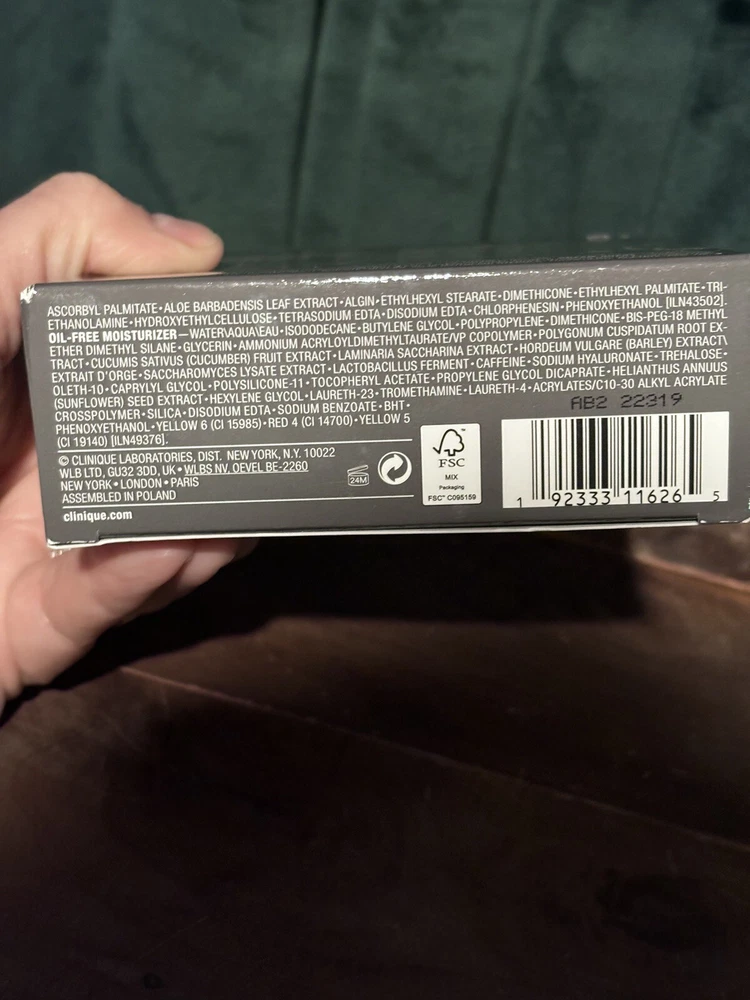 ASCORBYL PALMITATE • ALOE BARBADENSIS LEAF EXTRACT • ALGIN • ETHYLHEXYL STEARATE • DIMETHICONE • ETHYLHEXYL PALMITATE • TRI-
ETHANOLAMINE • HYDROXYETHYLCELLULOSE • TETRASODIUM EDTA • DISODIUM EDTA • CHLORPHENESIN • PHENOXYETHANOL [ILN43502].
OIL-FREE MOISTURIZER—WATER\AQUA\EAU • ISODODECANE • BUTYLENE GLYCOL • POLYPROPYLENE • DIMETHICONE • BIS-PEG-18 METHYL
ETHER DIMETHYL SILANE • GLYCERIN • AMMONIUM ACRYLOYLDIMETHYLTAURATE/VP COPOLYMER • POLYGONUM CUSPIDATUM ROOT EX-
TRACT • CUCUMIS SATIVUS (CUCUMBER) FRUIT EXTRACT • LAMINARIA SACCHARINA EXTRACT • HORDEUM VULGARE (BARLEY) EXTRACT\
EXTRAIT D'ORGE • SACCHAROMYCES LYSATE EXTRACT • LACTOBACILLUS FERMENT • CAFFEINE • SODIUM HYALURONATE • TREHALOSE •
OLETH-10 • CAPRYLYL GLYCOL • POLYSILICONE-11 • TOCOPHERYL ACETATE • PROPYLENE GLYCOL DICAPRATE • HELIANTHUS ANNUUS
(SUNFLOWER) SEED EXTRACT • HEXYLENE GLYCOL • LAURETH-23 • TROMETHAMINE • LAURETH-4 • ACRYLATES/C10-30 ALKYL ACRYLATE
CROSSPOLYMER • SILICA • DISODIUM EDTA • SODIUM BENZOATE • BHT •
PHENOXYETHANOL • YELLOW 6 (CI 15985) • RED 4 (CI 14700) • YELLOW 5
(CI 19140) [ILN49376].
AB2 22319
© CLINIQUE LABORATORIES, DIST. NEW YORK, N.Y. 10022
WLB LTD, GU32 3DD, UK • WLBS NV, OEVEL BE-2260
NEW YORK • LONDON • PARIS
ASSEMBLED IN POLAND
clinique.com
24M
FSC
MIX
Packaging
FSC™ C095159
1 92333 11626 5